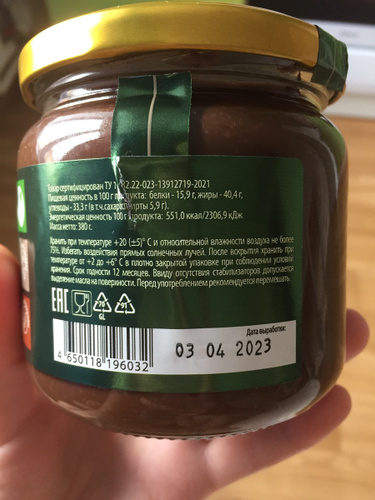 Товар сертифицирован ТУ 10.82.22-023-13912719-2021
Пищевая ценность в 100 г продукта: белки - 15,9 г, жиры - 40,4 г,
углеводы - 33,3 г (в т.ч. сахароспирты 5,9 г).
Энергетическая ценность 100 г продукта: 551,0 ккал/2306,9 кДж
Масса нетто: 380 г.
Хранить при температуре +20 (±5)° С и относительной влажности воздуха не более
75%. Избегать воздействия прямых солнечных лучей. После вскрытия хранить при
температуре от +2 до +6° С в плотно закрытой упаковке при соблюдении условий
хранения. Срок годности 12 месяцев. Ввиду отсутствия стабилизаторов допускается
выделение масла на поверхности. Перед употреблением рекомендуется перемешать.
EAC
70
GL
Дата выработки:
03 04 2023
4 650118 196032